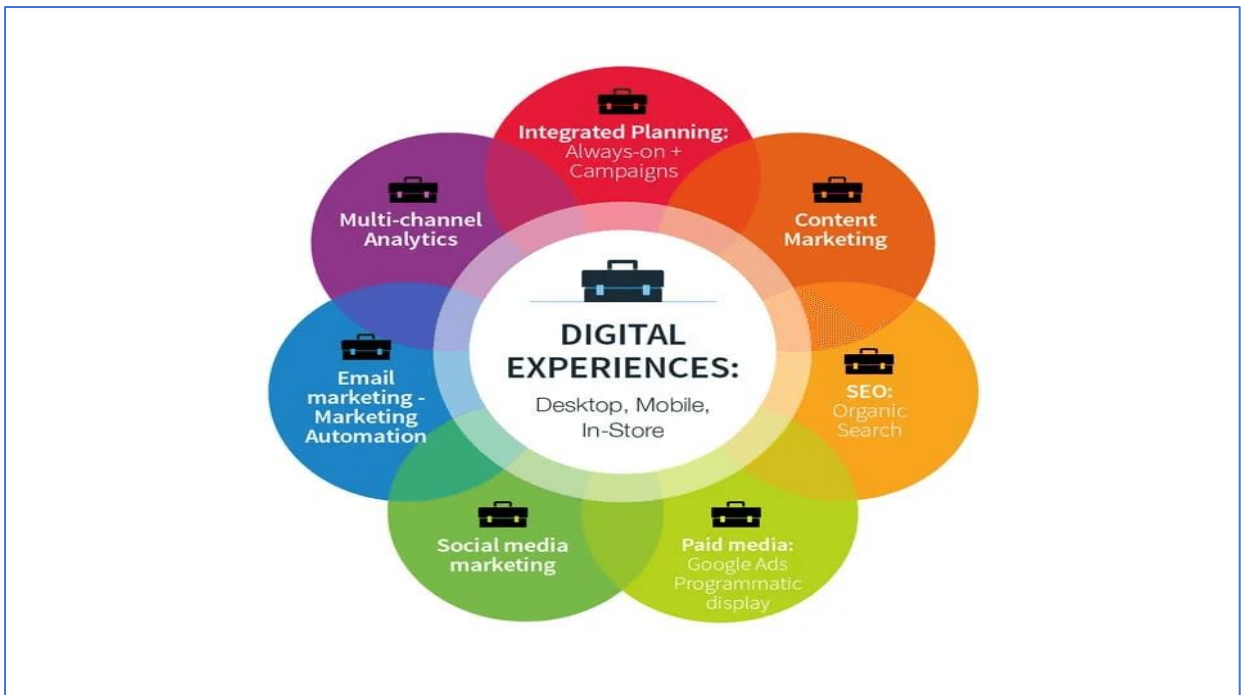 Integrated Planning:
Always-on +
Campaigns
Content
Marketing
SEO:
Organic
Search
Paid media:
Google Ads
Programmatic
display
Social media
marketing
Email
marketing -
Marketing
Automation
Multi-channel
Analytics
DIGITAL
EXPERIENCES:
Desktop, Mobile,
In-Store